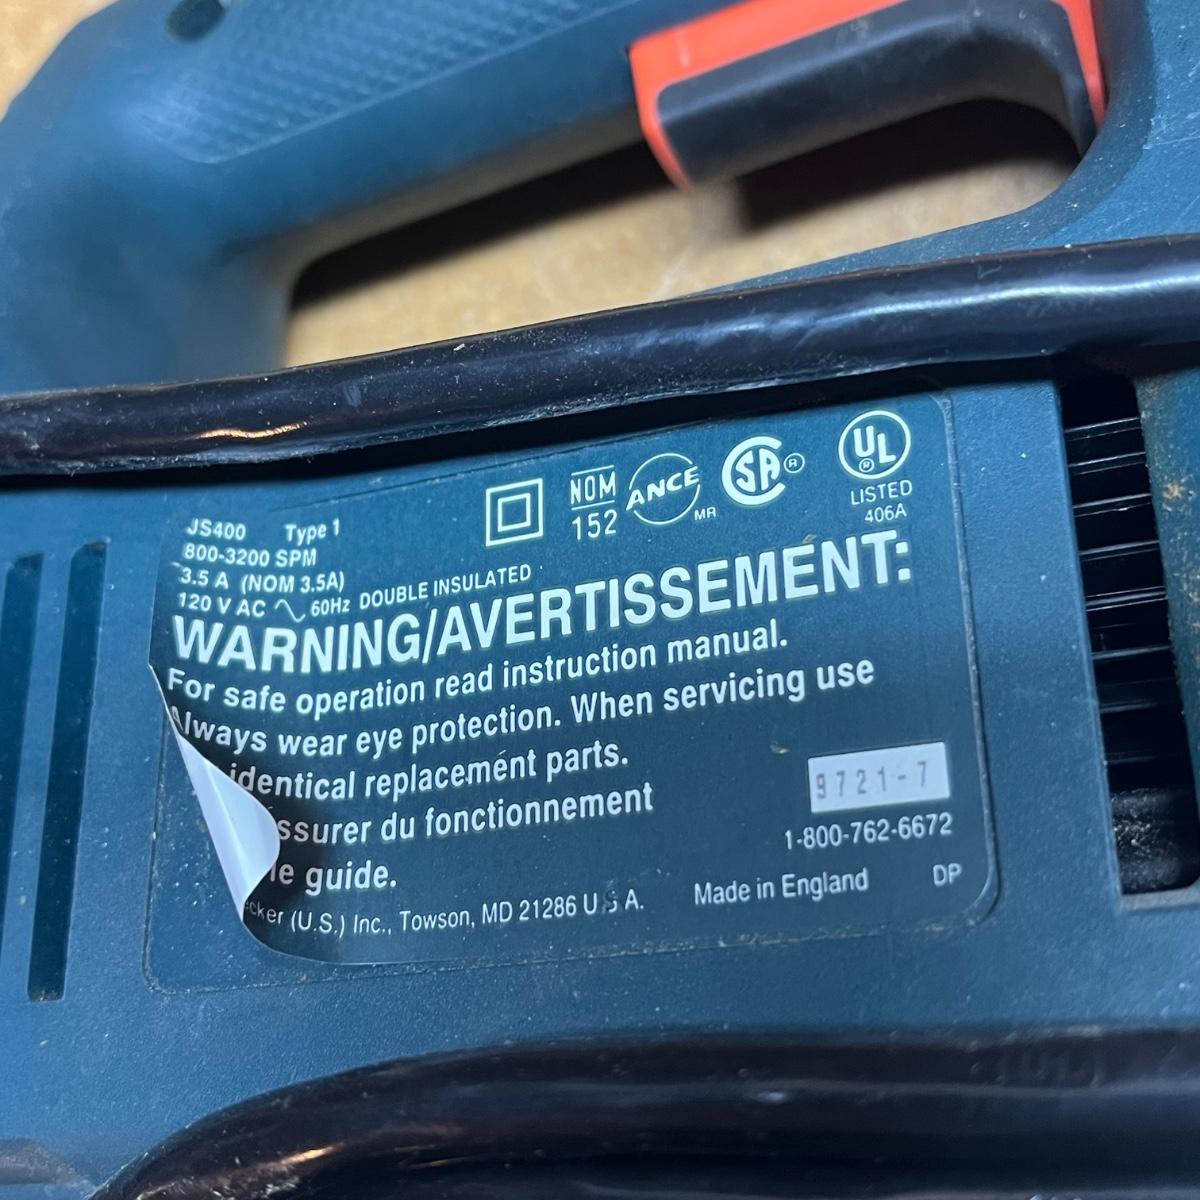 JS400 Type 1
800-3200 SPM
3.5 A (NOM 3.5A)
120 V AC 60Hz DOUBLE INSULATED
NOM
152
ANCE
MR
SA ®
UL
®
LISTED
406A
WARNING/AVERTISSEMENT:
For safe operation read instruction manual.
Always wear eye protection. When servicing use
identical replacement parts.
ssurer du fonctionnement
le guide.
9721-7
1-800-762-6672
cker (U.S.) Inc., Towson, MD 21286 U.S.A. Made in England DP